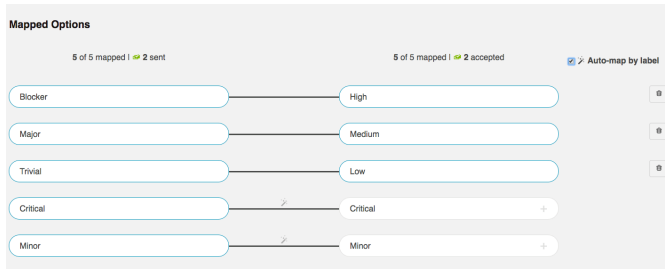 Mapped Options
5 of 5 mapped | 2 sent
5 of 5 mapped | 2 accepted
Auto-map by label
Blocker
High
Major
Medium
Trivial
Low
Critical
Critical
Minor
Minor